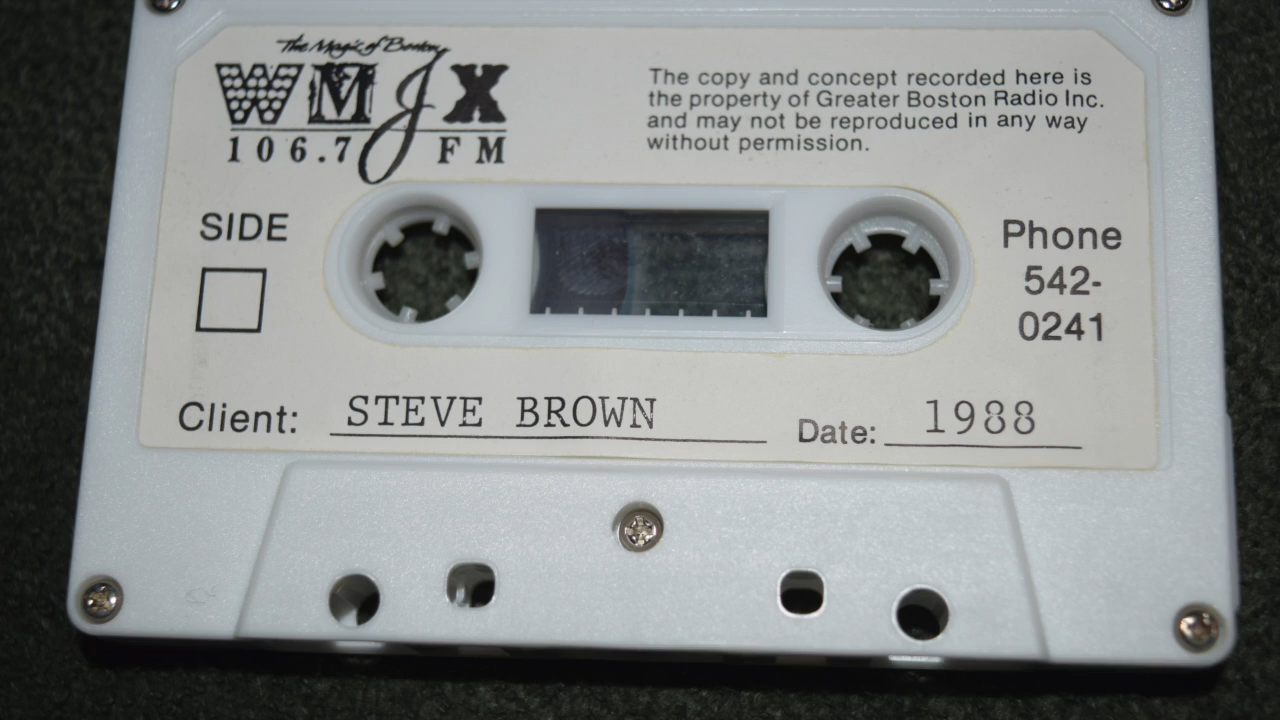 The Magic of Boston
WMJX
106.7 FM
The copy and concept recorded here is
the property of Greater Boston Radio Inc.
and may not be reproduced in any way
without permission.
SIDE
Phone
542-
0241
Client: STEVE BROWN
Date: 1988